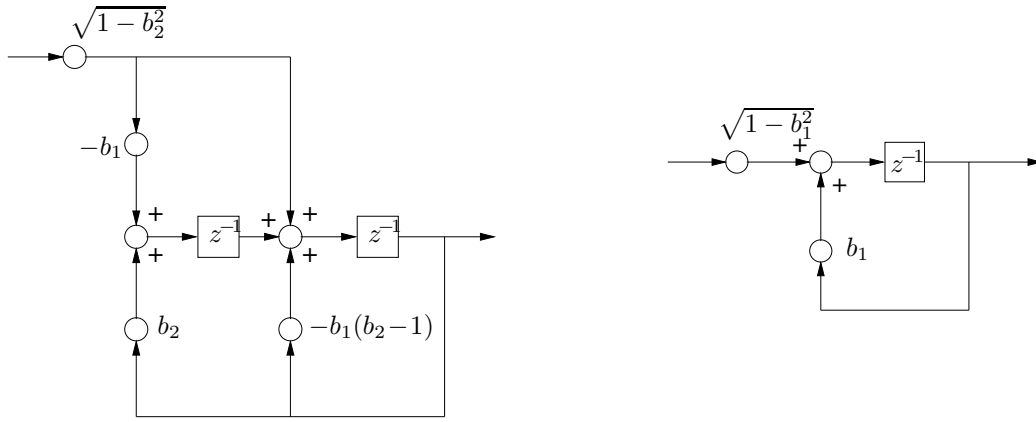 √(1−b₂²)
−b₁
+
+
z⁻¹
+
+
+
z⁻¹
b₂
−b₁(b₂−1)
√(1−b₁²)
+
+
z⁻¹
b₁